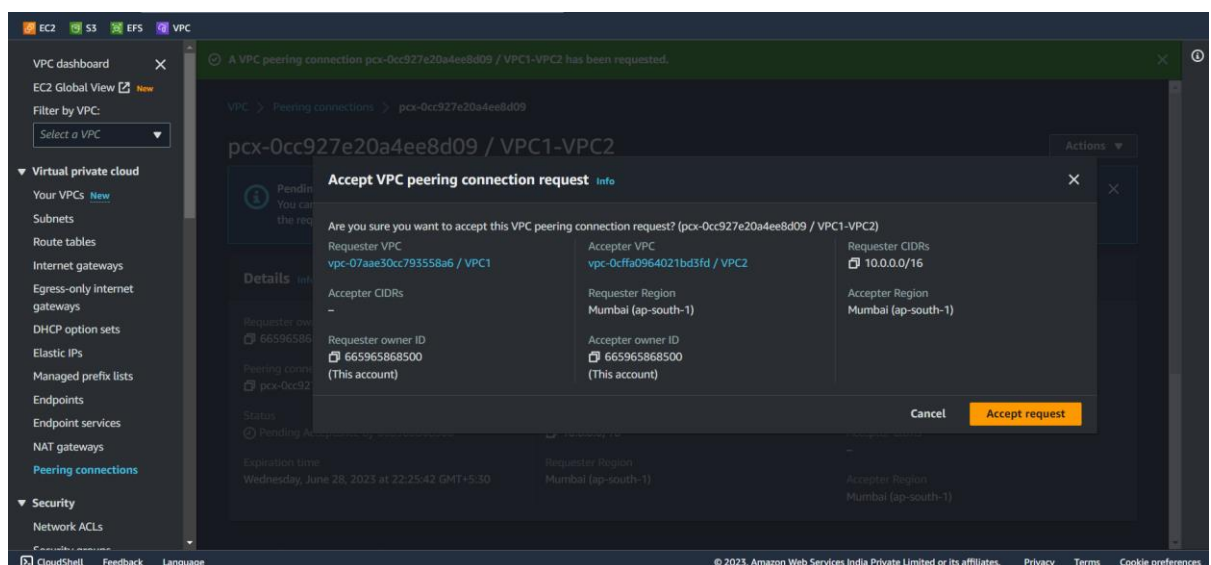 EC2 S3 EFS VPC
VPC dashboard
EC2 Global View New
Filter by VPC:
Select a VPC
Virtual private cloud
Your VPCs New
Subnets
Route tables
Internet gateways
Egress-only internet
gateways
DHCP option sets
Elastic IPs
Managed prefix lists
Endpoints
Endpoint services
NAT gateways
Peering connections
Security
Network ACLs
A VPC peering connection pcx-0cc927e20a4ee8d09 / VPC1-VPC2 has been requested.
VPC > Peering connections > pcx-0cc927e20a4ee8d09
pcx-0cc927e20a4ee8d09 / VPC1-VPC2
Actions
Accept VPC peering connection request Info
Are you sure you want to accept this VPC peering connection request? (pcx-0cc927e20a4ee8d09 / VPC1-VPC2)
Requester VPC
vpc-07aae30cc793558a6 / VPC1
Accepter VPC
vpc-0cffa0964021bd3fd / VPC2
Requester CIDRs
10.0.0.0/16
Accepter CIDRs
–
Requester Region
Mumbai (ap-south-1)
Accepter Region
Mumbai (ap-south-1)
Requester owner ID
665965868500
(This account)
Accepter owner ID
665965868500
(This account)
Cancel
Accept request
Details
Status
Expiration time
Wednesday, June 28, 2023 at 22:25:42 GMT+5:30
Requester Region
Mumbai (ap-south-1)
–
Accepter Region
Mumbai (ap-south-1)
CloudShell Feedback Language
© 2023, Amazon Web Services India Private Limited or its affiliates. Privacy Terms Cookie preferences